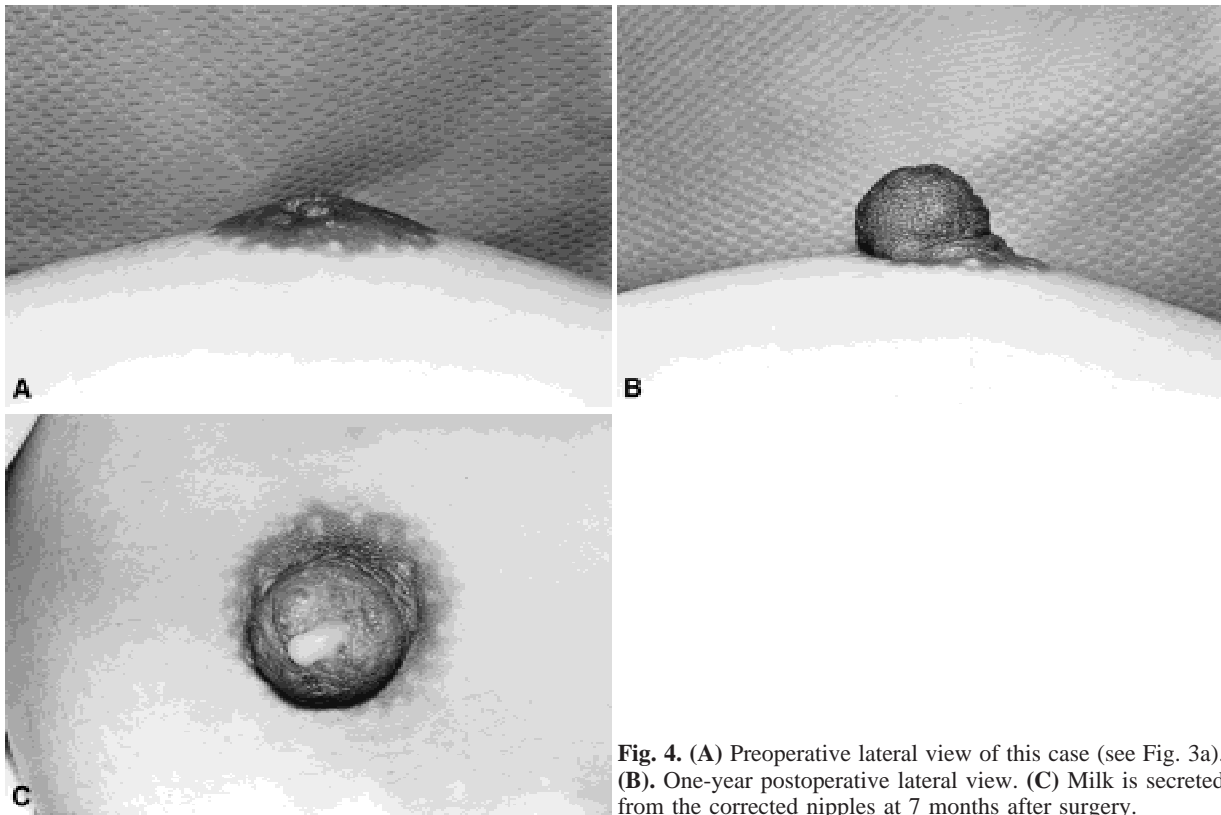 A
B
C
Fig. 4. (A) Preoperative lateral view of this case (see Fig. 3a).
(B). One-year postoperative lateral view. (C) Milk is secreted
from the corrected nipples at 7 months after surgery.